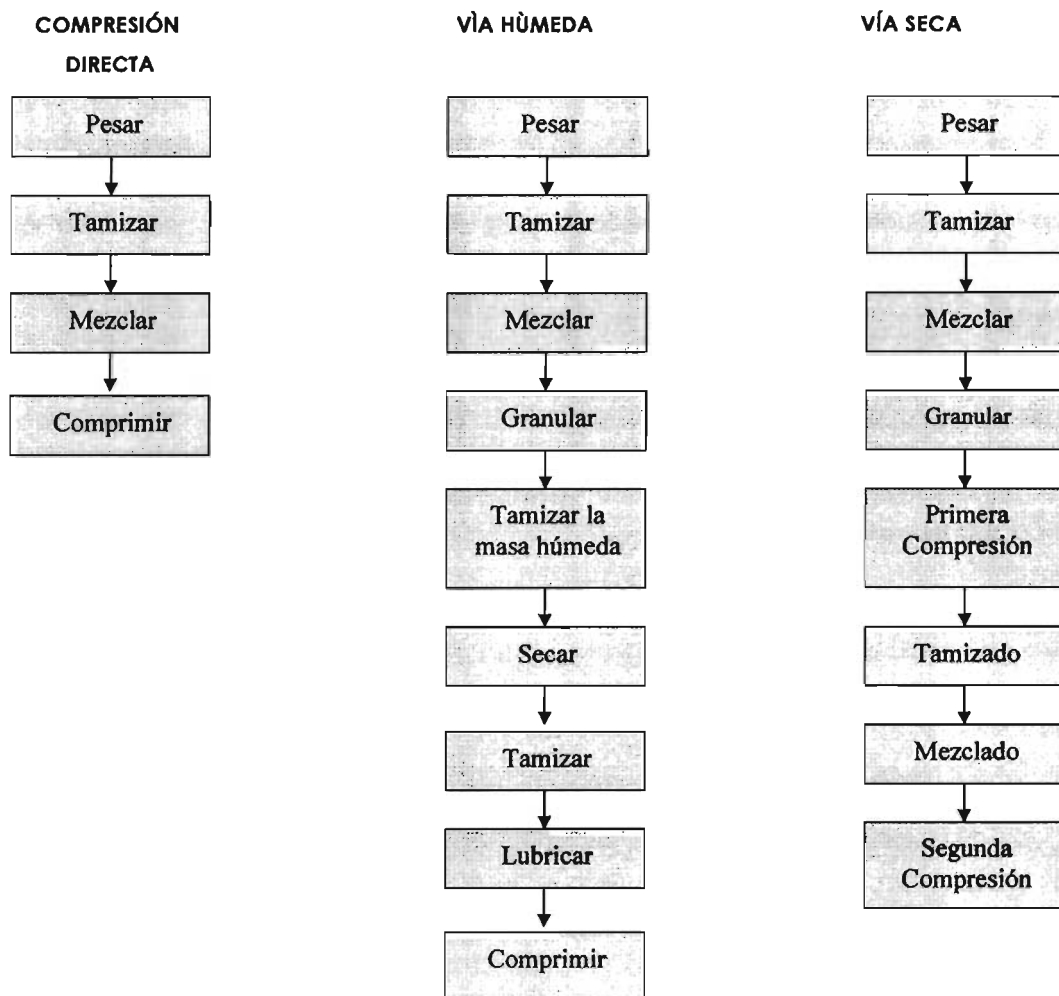 COMPRESIÓN
DIRECTA
Pesar
Tamizar
Mezclar
Comprimir
VÌA HÙMEDA
Pesar
Tamizar
Mezclar
Granular
Tamizar la
masa húmeda
Secar
Tamizar
Lubricar
Comprimir
VÍA SECA
Pesar
Tamizar
Mezclar
Granular
Primera
Compresión
Tamizado
Mezclado
Segunda
Compresión